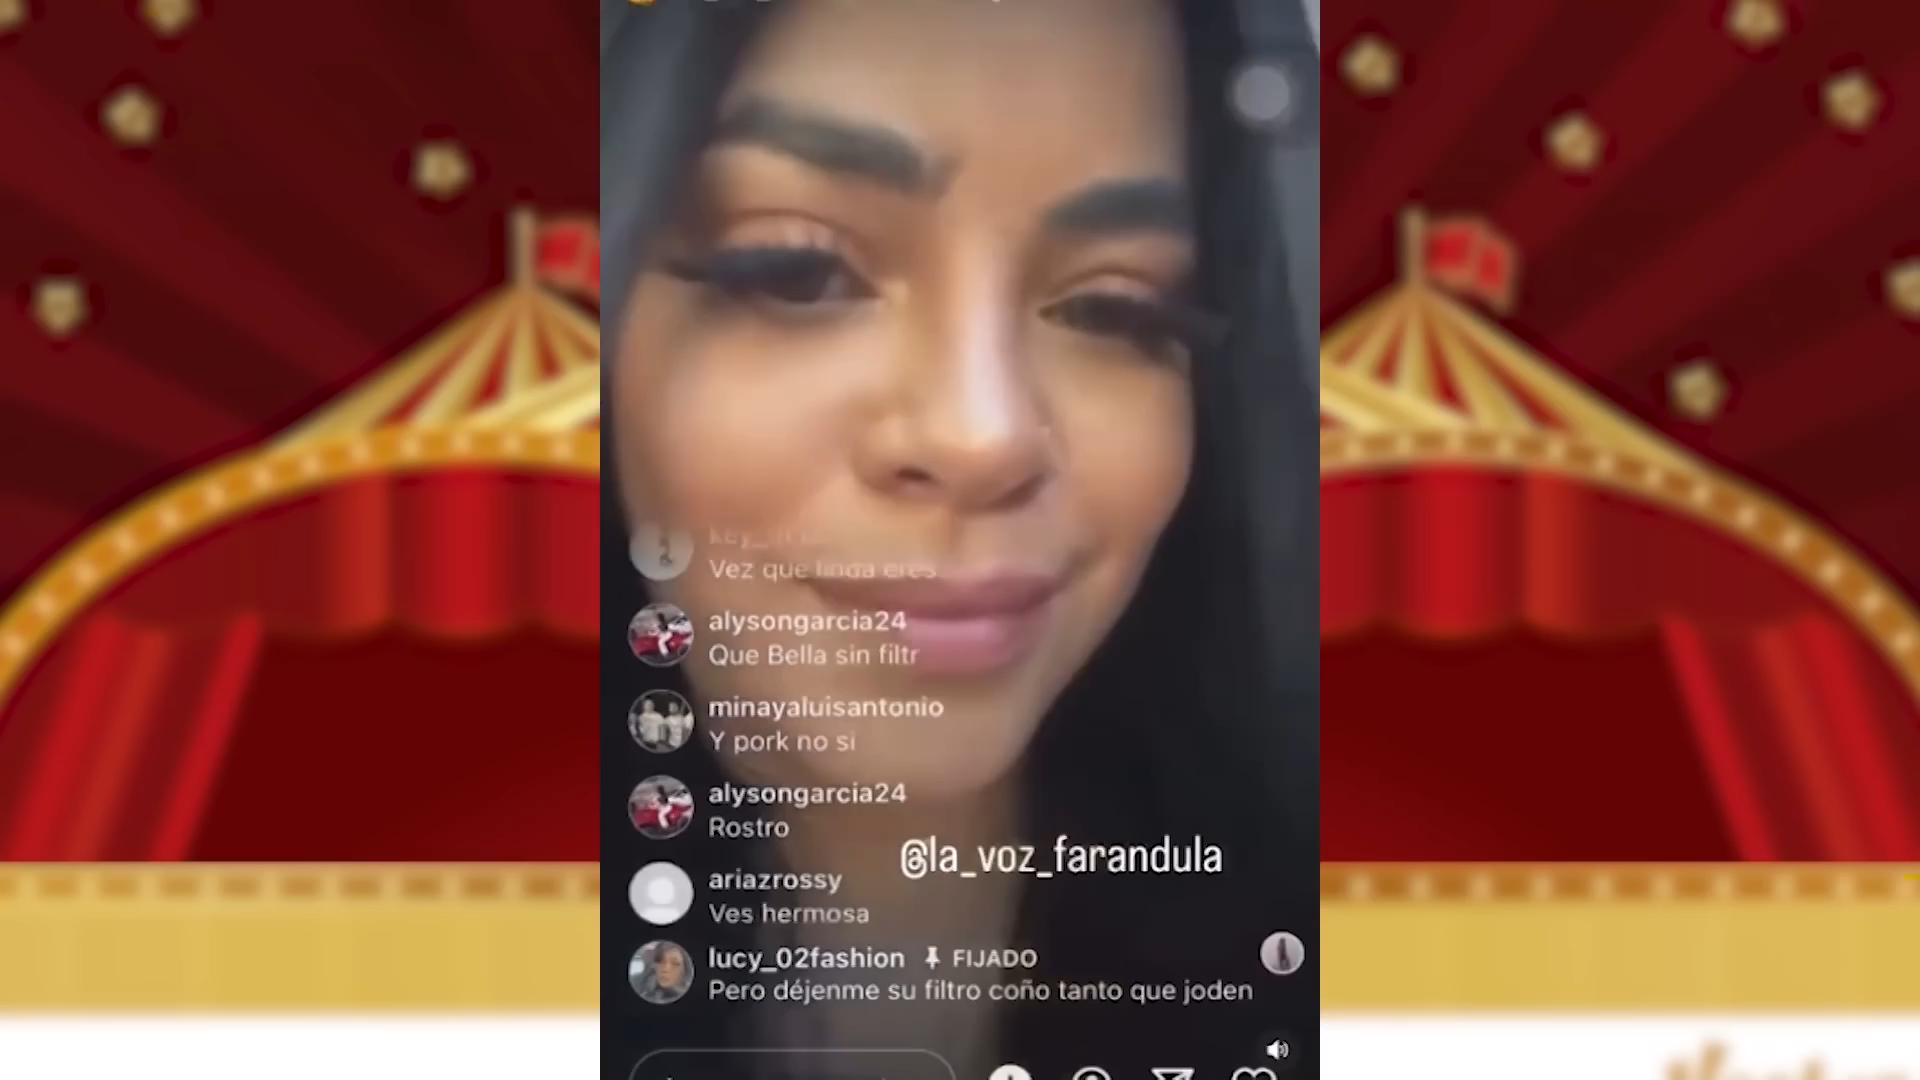 Vez que linda eres
alysongarcia24
Que Bella sin filtr
minayaluisantonio
Y pork no si
alysongarcia24
Rostro
@la_voz_farandula
ariazrossy
Ves hermosa
lucy_02fashion FIJADO
Pero déjenme su filtro coño tanto que joden